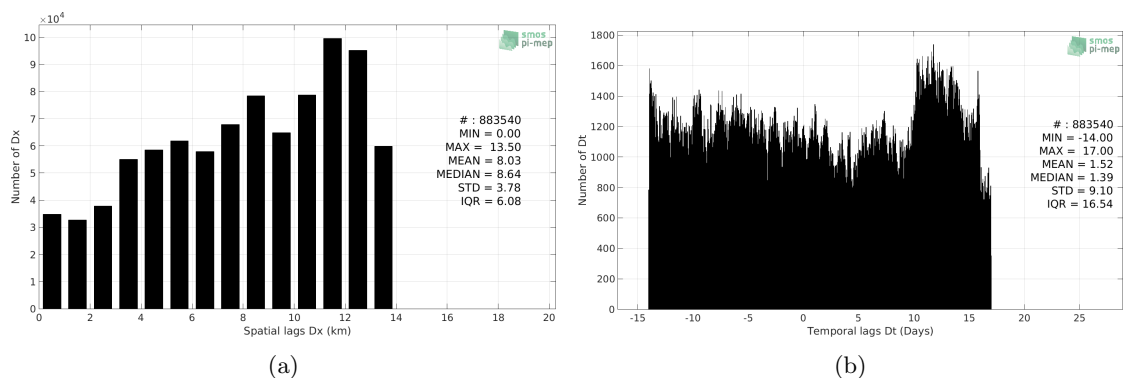 ×10⁴
10
9
8
7
6
5
4
3
2
1
0
Number of Dx
0 2 4 6 8 10 12 14 16 18 20
Spatial lags Dx (km)
smos
pi-mep
# : 883540
MIN = 0.00
MAX = 13.50
MEAN = 8.03
MEDIAN = 8.64
STD = 3.78
IQR = 6.08
(a)
1800
1600
1400
1200
1000
800
600
400
200
0
Number of Dt
-15 -10 -5 0 5 10 15 20 25
Temporal lags Dt (Days)
smos
pi-mep
# : 883540
MIN = -14.00
MAX = 17.00
MEAN = 1.52
MEDIAN = 1.39
STD = 9.10
IQR = 16.54
(b)